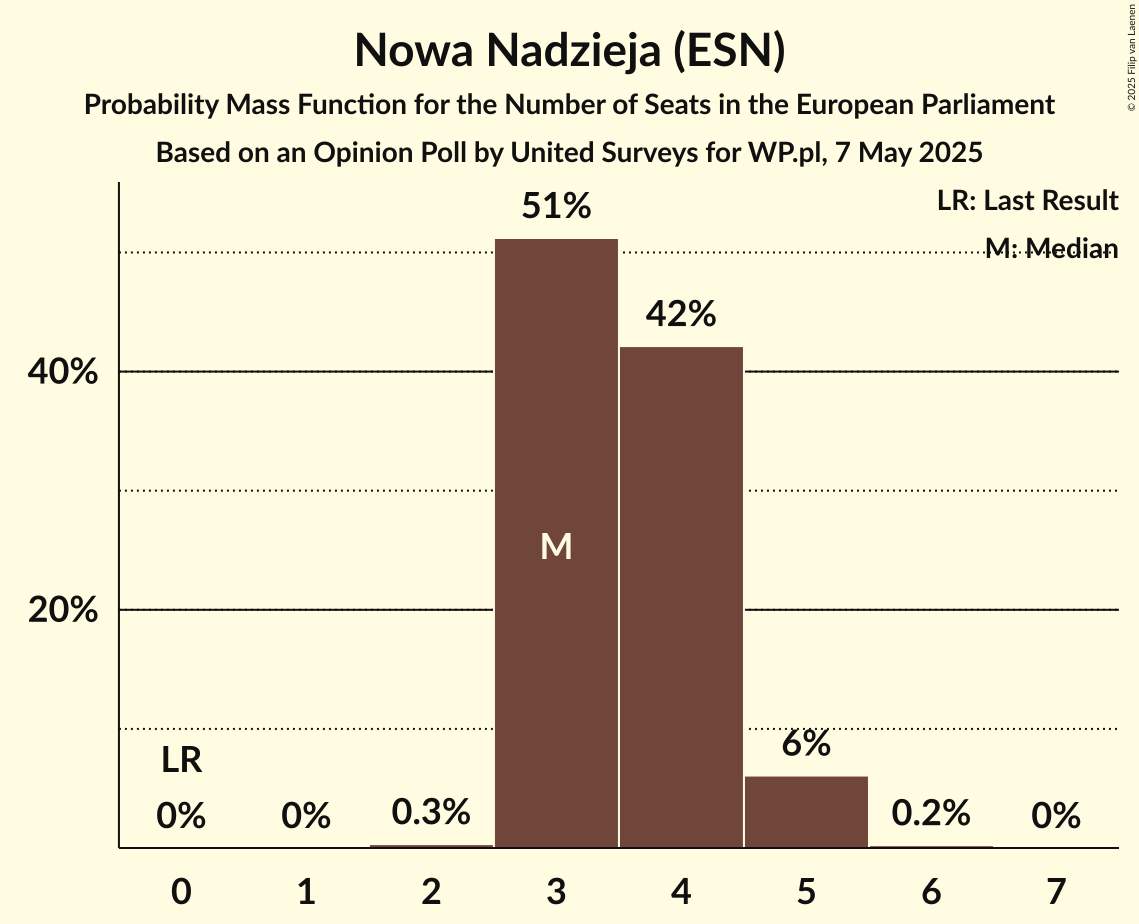 Nowa Nadzieja (ESN)
Probability Mass Function for the Number of Seats in the European Parliament
Based on an Opinion Poll by United Surveys for WP.pl, 7 May 2025
© 2025 Filip van Laenen
LR: Last Result
M: Median
51%
42%
40%
M
20%
6%
LR
0%
0%
0.3%
0.2%
0%
0 1 2 3 4 5 6 7